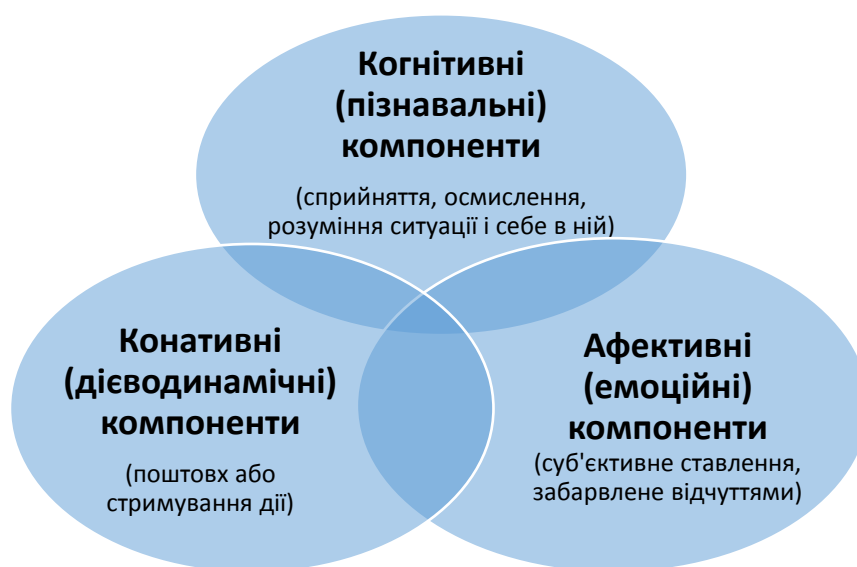 Когнітивні
(пізнавальні)
компоненти
(сприйняття, осмислення,
розуміння ситуації і себе в ній)
Конативні
(дієводинамічні)
компоненти
(поштовх або
стримування дії)
Афективні
(емоційні)
компоненти
(суб'єктивне ставлення,
забарвлене відчуттями)